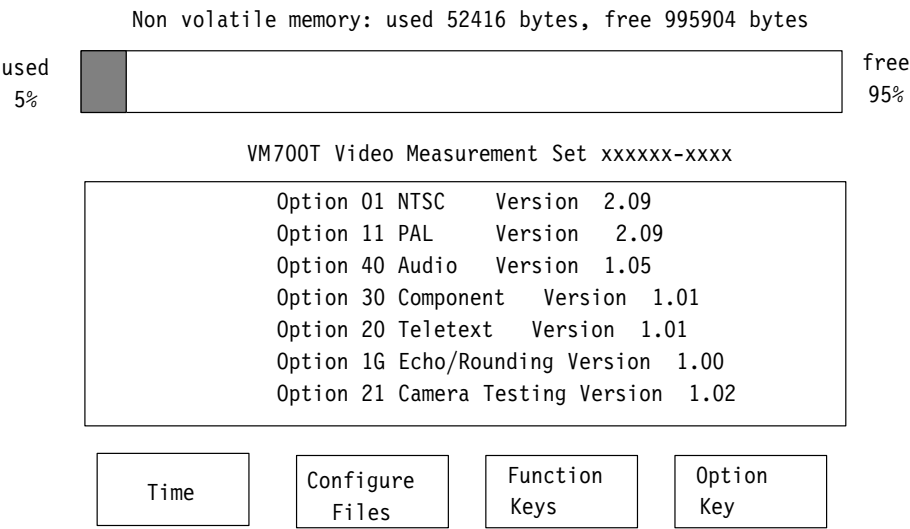 Non volatile memory: used 52416 bytes, free 995904 bytes
used
5%
free
95%
VM700T Video Measurement Set xxxxxx-xxxx
Option 01 NTSC Version 2.09
Option 11 PAL Version 2.09
Option 40 Audio Version 1.05
Option 30 Component Version 1.01
Option 20 Teletext Version 1.01
Option 1G Echo/Rounding Version 1.00
Option 21 Camera Testing Version 1.02
Time
Configure
Files
Function
Keys
Option
Key